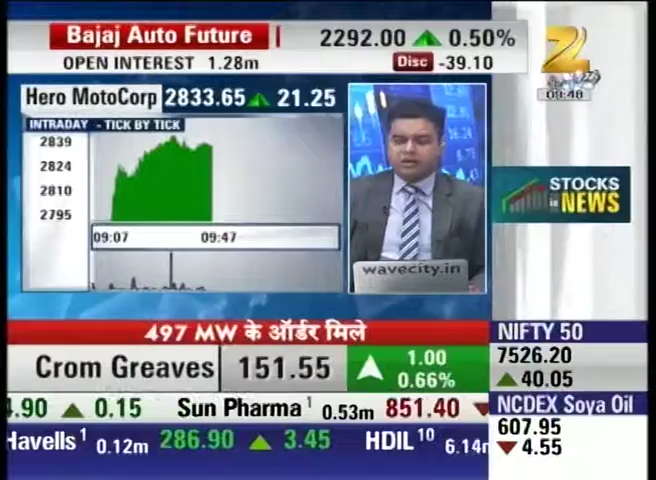 Bajaj Auto Future
2292.00 0.50%
OPEN INTEREST 1.28m
Disc -39.10
09:48
Hero MotoCorp 2833.65 21.25
INTRADAY - TICK BY TICK
2839
2824
2810
2795
09:07 09:47
wavecity.in
STOCKS
in NEWS
497 MW के ऑर्डर मिले
Crom Greaves 151.55 1.00
0.66%
NIFTY 50
7526.20
40.05
4.90 0.15 Sun Pharma 1 0.53m 851.40
NCDEX Soya Oil
607.95
4.55
Havells 1 0.12m 286.90 3.45 HDIL 10 6.14m